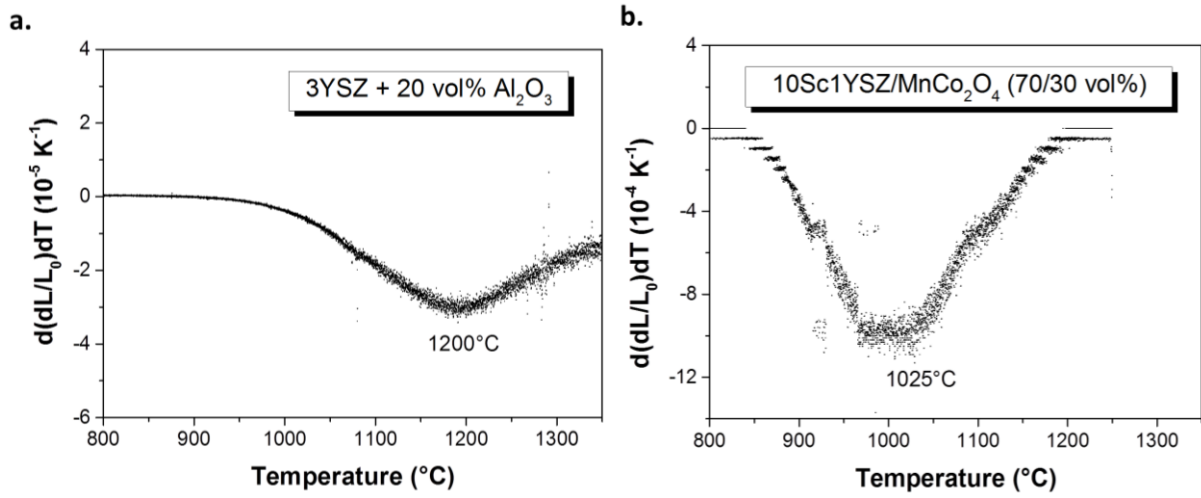 a.
3YSZ + 20 vol% Al₂O₃
d(dL/L₀)dT (10⁻⁵ K⁻¹)
4
2
0
-2
-4
-6
1200°C
800 900 1000 1100 1200 1300
Temperature (°C)
b.
10Sc1YSZ/MnCo₂O₄ (70/30 vol%)
d(dL/L₀)dT (10⁻⁴ K⁻¹)
4
0
-4
-8
-12
1025°C
800 900 1000 1100 1200 1300
Temperature (°C)